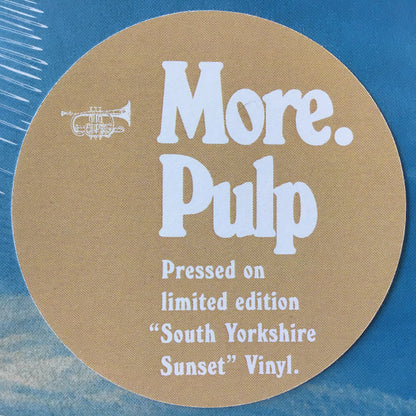 More.
Pulp
Pressed on
limited edition
“South Yorkshire
Sunset” Vinyl.